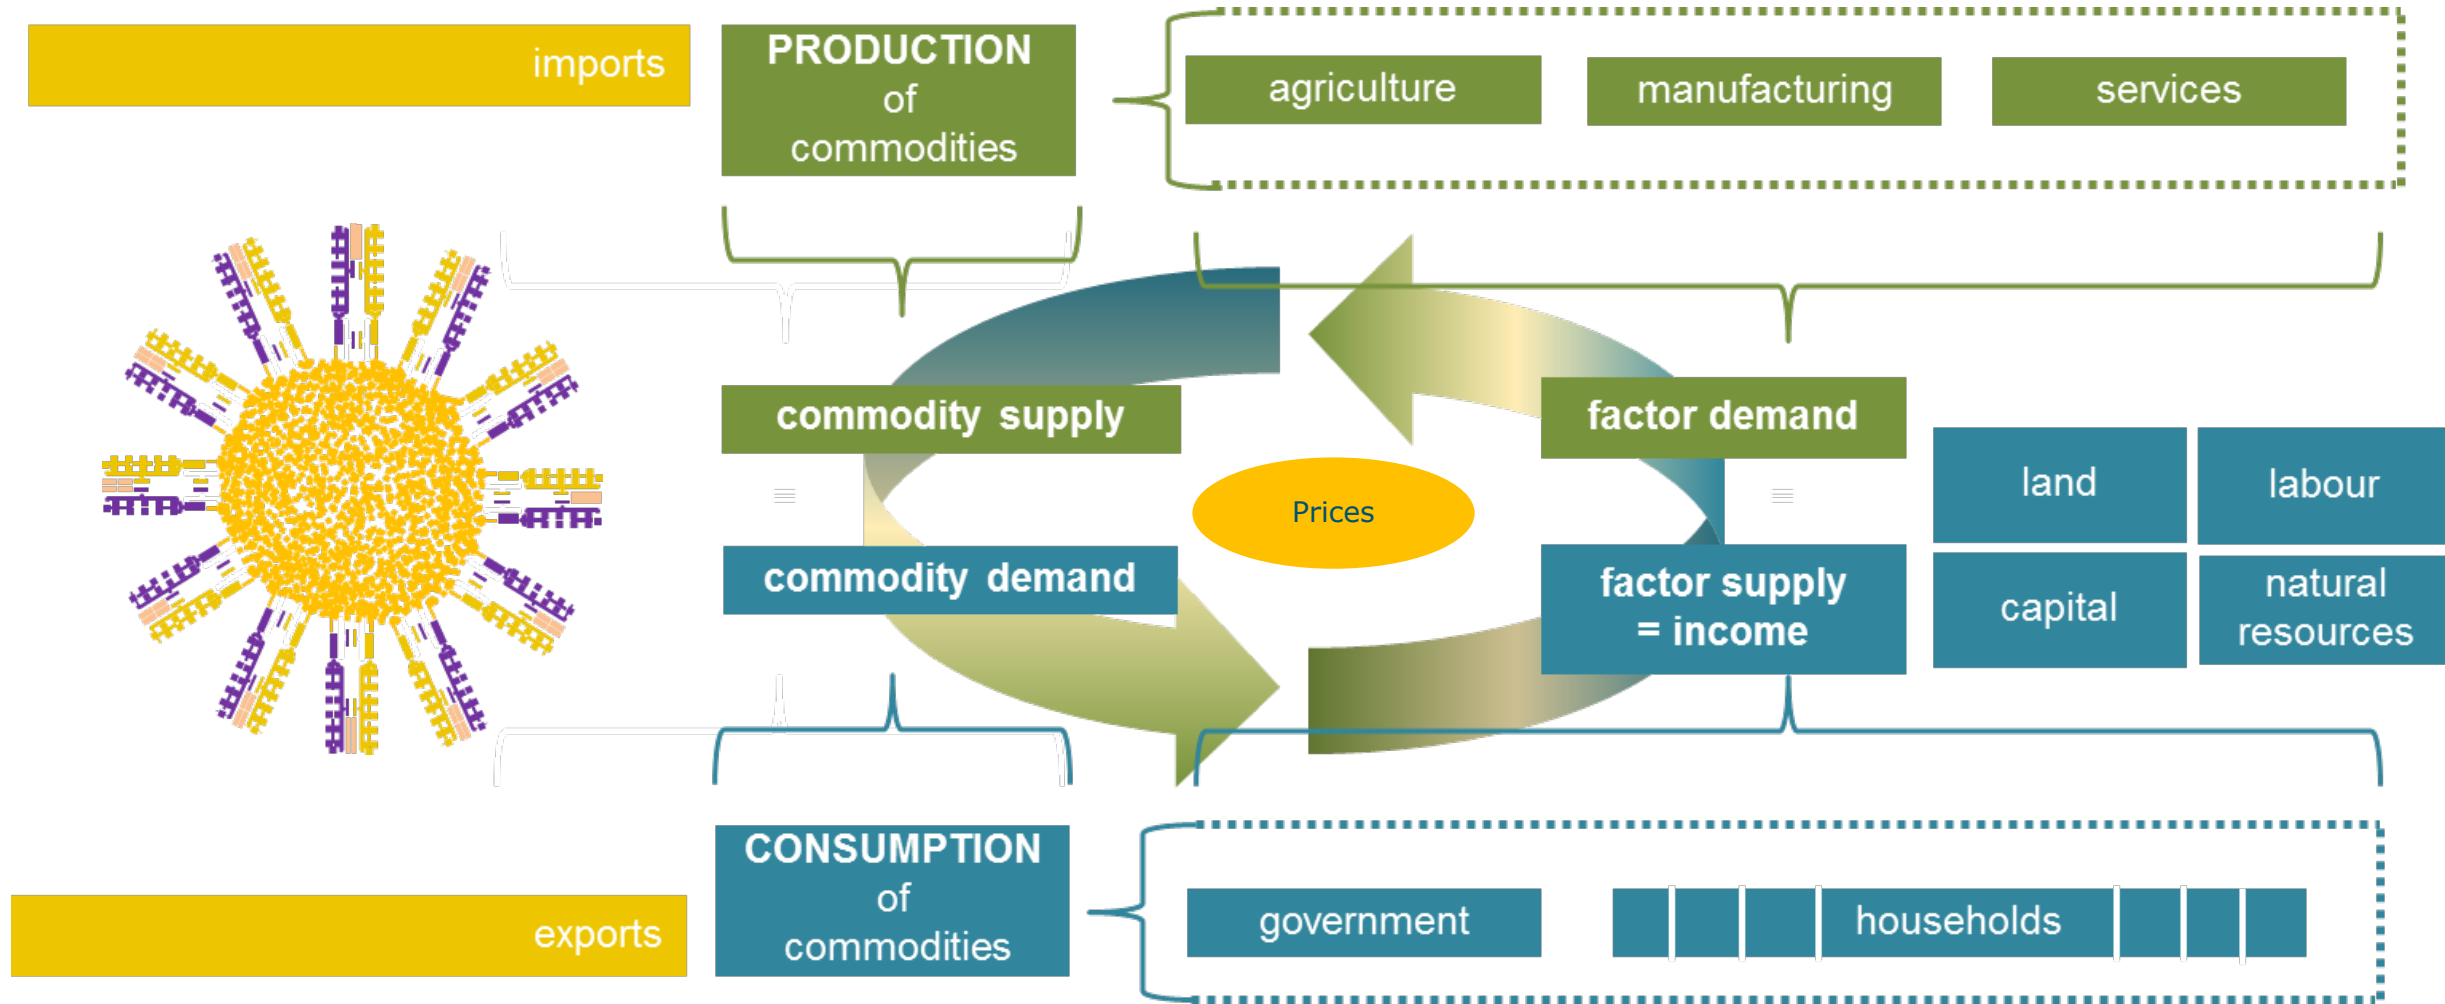 imports
PRODUCTION
of
commodities
agriculture
manufacturing
services
commodity supply
factor demand
land
labour
Prices
commodity demand
factor supply
= income
capital
natural
resources
exports
CONSUMPTION
of
commodities
government
households